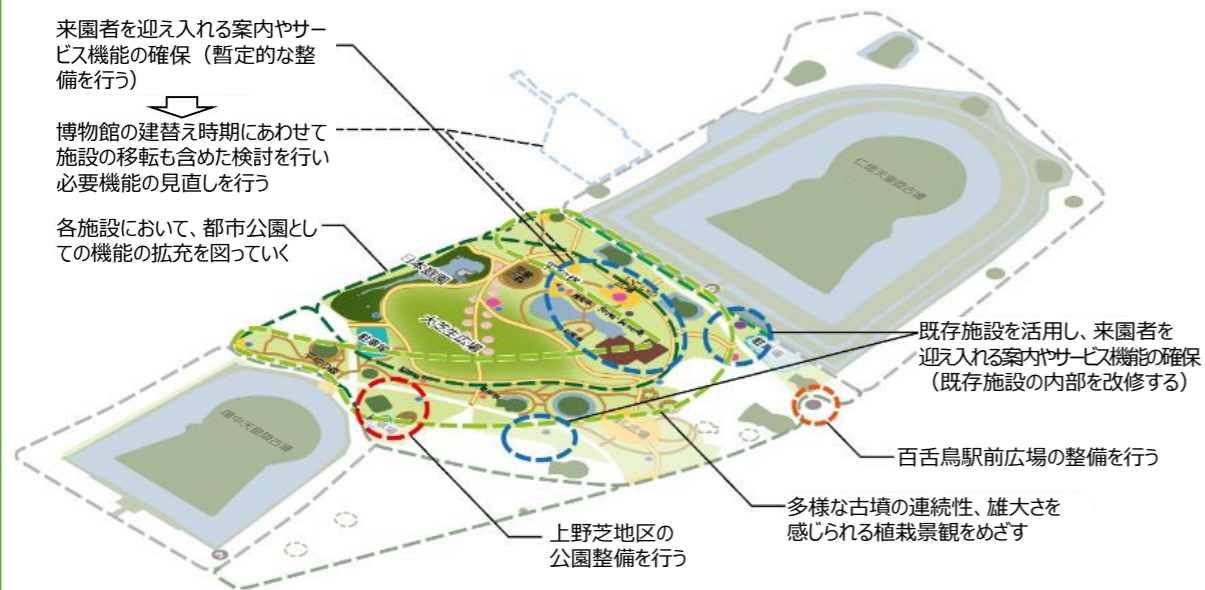 来園者を迎え入れる案内やサー
ビス機能の確保（暫定的な整
備を行う）
博物館の建替え時期にあわせて
施設の移転も含めた検討を行い
必要機能の見直しを行う
各施設において、都市公園とし
ての機能の拡充を図っていく
仁徳天皇陵古墳
日本庭園
大芝生広場
駐車場
履中天皇陵古墳
既存施設を活用し、来園者を
迎え入れる案内やサービス機能の確保
（既存施設の内部を改修する）
百舌鳥駅前広場の整備を行う
多様な古墳の連続性、雄大さを
感じられる植栽景観をめざす
上野芝地区の
公園整備を行う